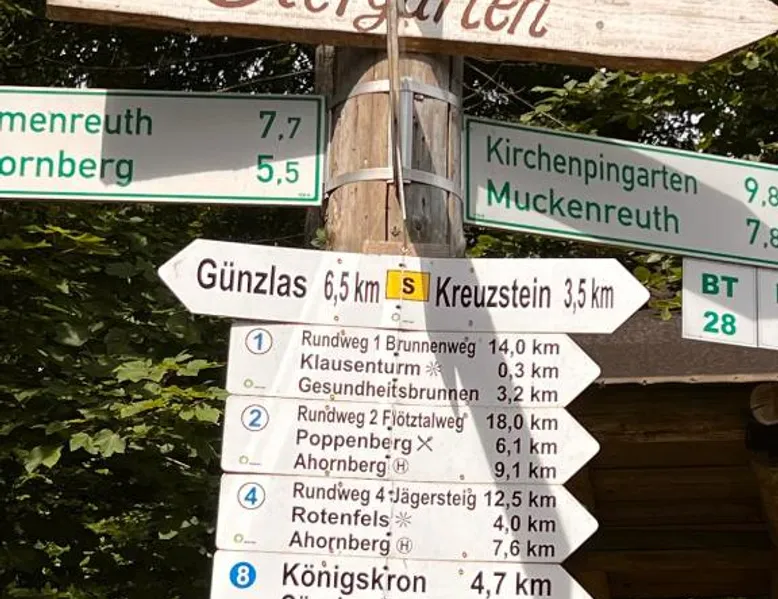 menreuth 7,7
ornberg 5,5
Kirchenpingarten 9,8
Muckenreuth 7,8
BT
28
Günzlas 6,5 km S Kreuzstein 3,5 km
1 Rundweg 1 Brunnenweg 14,0 km
Klausenturm 0,3 km
Gesundheitsbrunnen 3,2 km
2 Rundweg 2 Flötztalweg 18,0 km
Poppenberg 6,1 km
Ahornberg H 9,1 km
4 Rundweg 4 Jägersteig 12,5 km
Rotenfels 4,0 km
Ahornberg H 7,6 km
8 Königskron 4,7 km